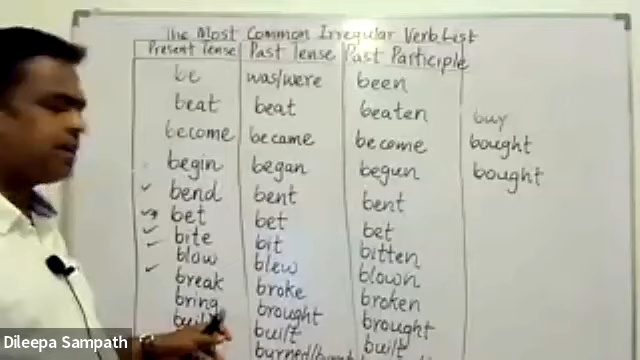 The Most Common Irregular Verb List
Present Tense Past Tense Past Participle
be was/were been
beat beat beaten
buy
become became become
bought
begin began begun
bought
bend bent bent
bet bet bet
bite bit bitten
blow blew blown
break broke broken
bring brought brought
built built
Dileepa Sampath